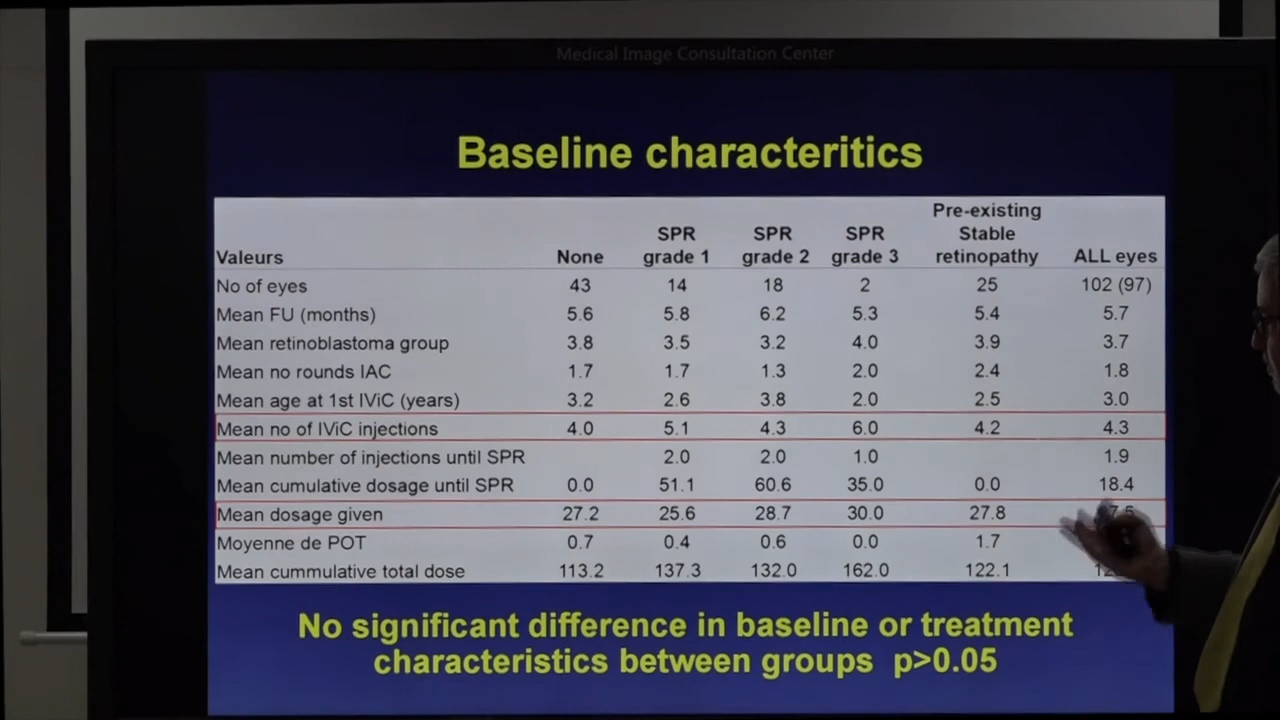 Medical Image Consultation Center
Baseline characteritics
Valeurs None SPR grade 1 SPR grade 2 SPR grade 3 Pre-existing Stable retinopathy ALL eyes
No of eyes 43 14 18 2 25 102 (97)
Mean FU (months) 5.6 5.8 6.2 5.3 5.4 5.7
Mean retinoblastoma group 3.8 3.5 3.2 4.0 3.9 3.7
Mean no rounds IAC 1.7 1.7 1.3 2.0 2.4 1.8
Mean age at 1st IViC (years) 3.2 2.6 3.8 2.0 2.5 3.0
Mean no of IViC injections 4.0 5.1 4.3 6.0 4.2 4.3
Mean number of injections until SPR 2.0 2.0 1.0 1.9
Mean cumulative dosage until SPR 0.0 51.1 60.6 35.0 0.0 18.4
Mean dosage given 27.2 25.6 28.7 30.0 27.8
Moyenne de POT 0.7 0.4 0.6 0.0 1.7
Mean cummulative total dose 113.2 137.3 132.0 162.0 122.1
No significant difference in baseline or treatment
characteristics between groups p>0.05